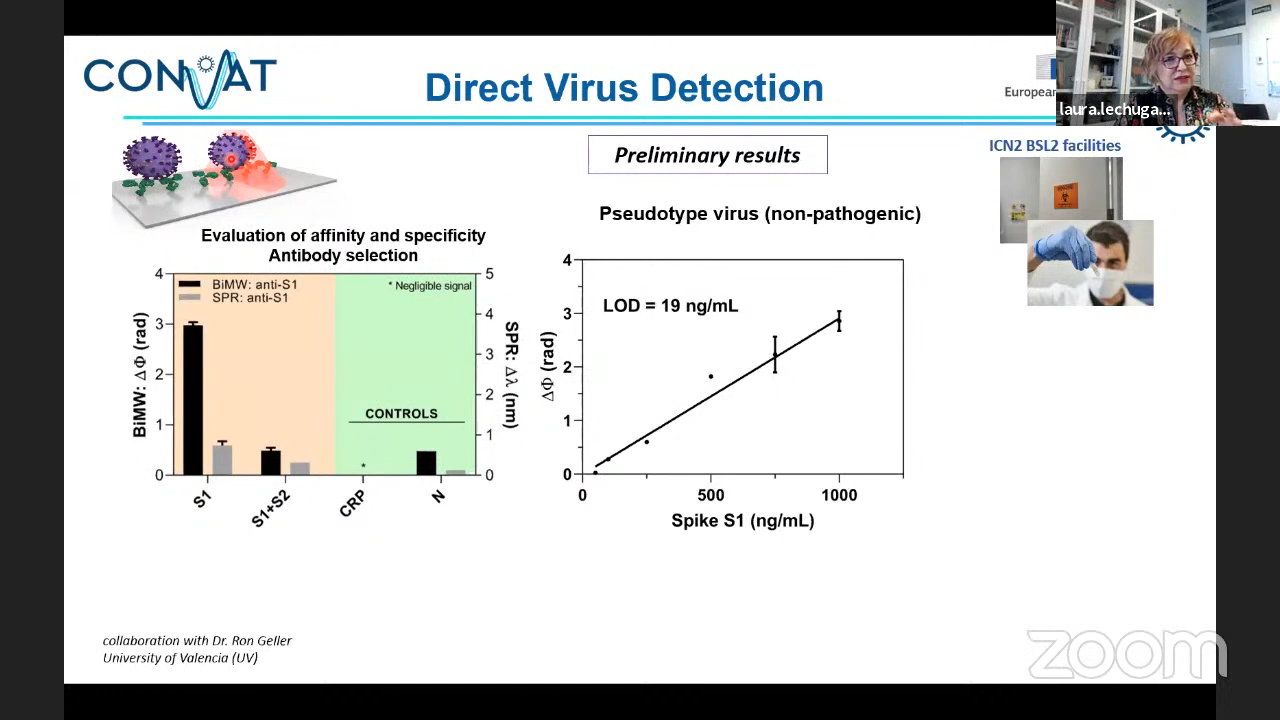 CONVAT
Direct Virus Detection
European
laura.lechuga...
Preliminary results
ICN2 BSL2 facilities
Pseudotype virus (non-pathogenic)
Evaluation of affinity and specificity
Antibody selection
BiMW: anti-S1
SPR: anti-S1
* Negligible signal
BiMW: ΔΦ (rad)
4
3
2
1
0
CONTROLS
*
S1
S1+S2
CRP
N
5
4
3
2
1
0
SPR: Δλ (nm)
LOD = 19 ng/mL
ΔΦ (rad)
4
3
2
1
0
0
500
1000
Spike S1 (ng/mL)
collaboration with Dr. Ron Geller
University of Valencia (UV)
zoom